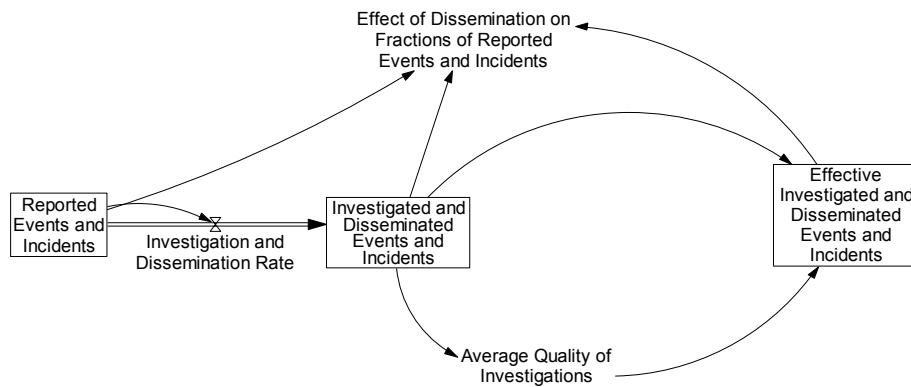 Effect of Dissemination on
Fractions of Reported
Events and Incidents
Reported
Events and
Incidents
Investigation and
Dissemination Rate
Investigated and
Disseminated
Events and
Incidents
Effective
Investigated and
Disseminated
Events and
Incidents
Average Quality of
Investigations